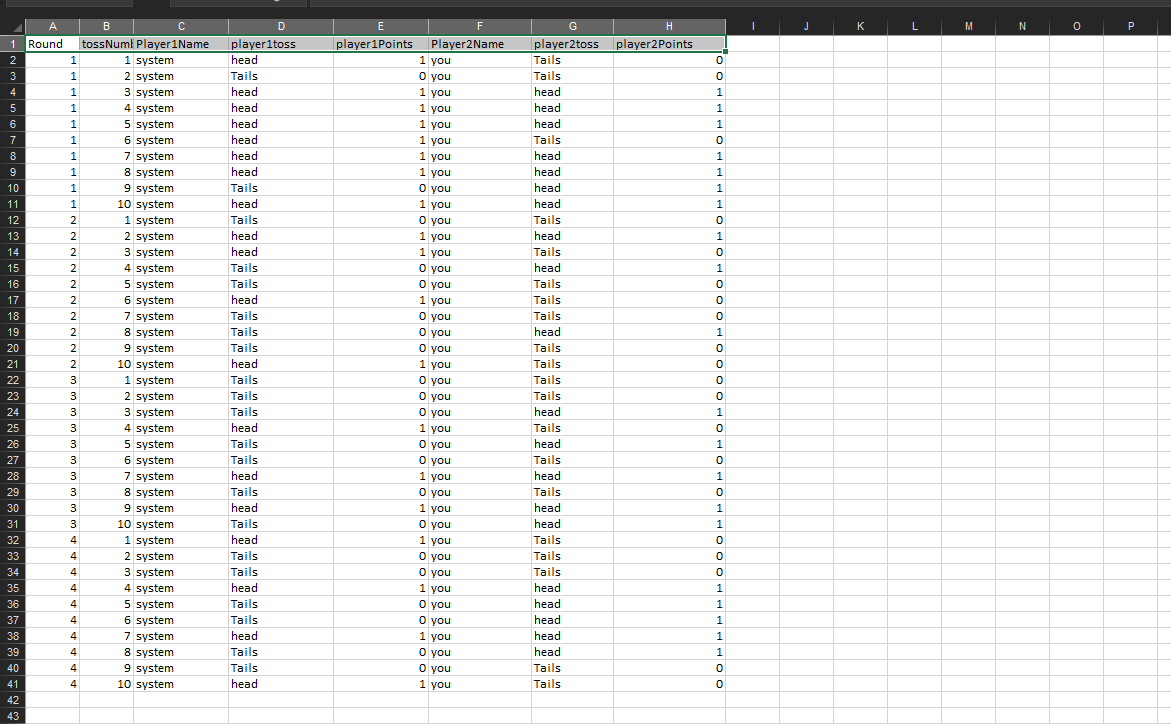 A B C D E F G H I J K L M N O P
1 Round tossNuml Player1Name player1toss player1Points Player2Name player2toss player2Points
2 1 1 system head 1 you Tails 0
3 1 2 system Tails 0 you Tails 0
4 1 3 system head 1 you head 1
5 1 4 system head 1 you head 1
6 1 5 system head 1 you head 1
7 1 6 system head 1 you Tails 0
8 1 7 system head 1 you head 1
9 1 8 system head 1 you head 1
10 1 9 system Tails 0 you head 1
11 1 10 system head 1 you head 1
12 2 1 system Tails 0 you Tails 0
13 2 2 system head 1 you head 1
14 2 3 system head 1 you Tails 0
15 2 4 system Tails 0 you head 1
16 2 5 system Tails 0 you Tails 0
17 2 6 system head 1 you Tails 0
18 2 7 system Tails 0 you Tails 0
19 2 8 system Tails 0 you head 1
20 2 9 system Tails 0 you Tails 0
21 2 10 system head 1 you Tails 0
22 3 1 system Tails 0 you Tails 0
23 3 2 system Tails 0 you Tails 0
24 3 3 system Tails 0 you head 1
25 3 4 system head 1 you Tails 0
26 3 5 system Tails 0 you head 1
27 3 6 system Tails 0 you Tails 0
28 3 7 system head 1 you head 1
29 3 8 system Tails 0 you Tails 0
30 3 9 system head 1 you head 1
31 3 10 system Tails 0 you head 1
32 4 1 system head 1 you Tails 0
33 4 2 system Tails 0 you Tails 0
34 4 3 system Tails 0 you Tails 0
35 4 4 system head 1 you head 1
36 4 5 system Tails 0 you head 1
37 4 6 system Tails 0 you head 1
38 4 7 system head 1 you head 1
39 4 8 system Tails 0 you head 1
40 4 9 system Tails 0 you Tails 0
41 4 10 system head 1 you Tails 0
42
43